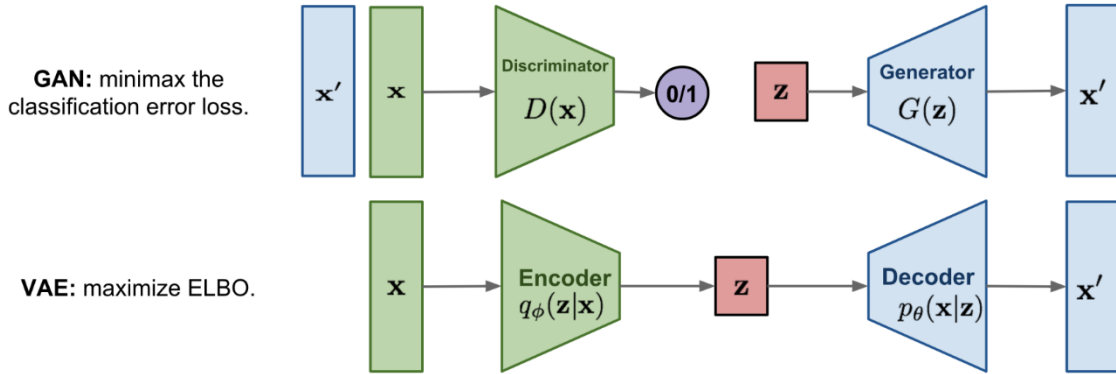 GAN: minimax the
classification error loss.
x′
x
Discriminator
D(x)
0/1
z
Generator
G(z)
x′
VAE: maximize ELBO.
x
Encoder
qϕ(z|x)
z
Decoder
pθ(x|z)
x′